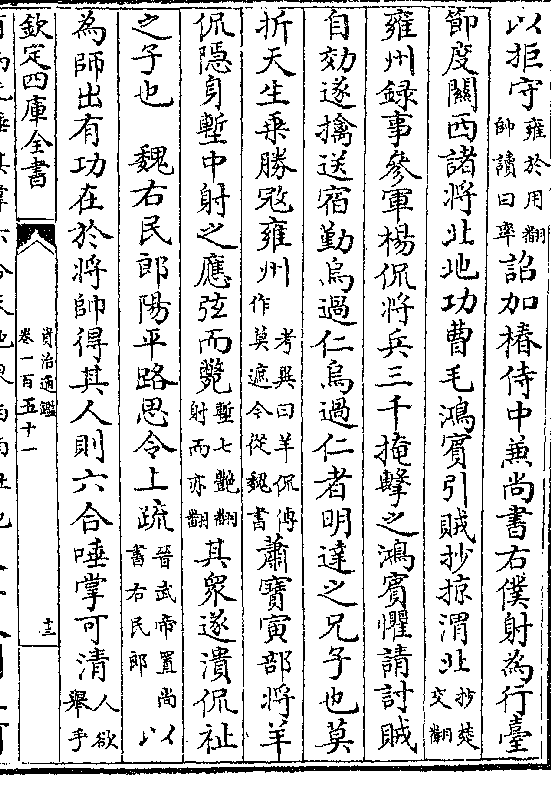 以拒守雍於用翻帥讀曰率詔加椿侍中兼尚書右僕射為行臺
節度關西諸將北地功曹毛鴻賓引賊抄掠渭北抄楚交翻
雍州錄事參軍楊侃將兵三千掩擊之鴻賓懼請討賊
自効遂擒送宿勤烏過仁烏過仁者明達之兄子也莫
折天生乘勝寇雍州考異曰羊侃傳作莫遮今從魏書蕭寶寅部將羊
侃隱身塹中射之應弦而斃塹七艷翻射而亦翻其衆遂潰侃祉
之子也　魏右民郎陽平路思令上疏晉武帝置尚書右民郎以
為師出有功在於將帥得其人則六合唾掌可清人欲舉手
欽定四庫全書
資治通鑑
卷一百五十一
十三